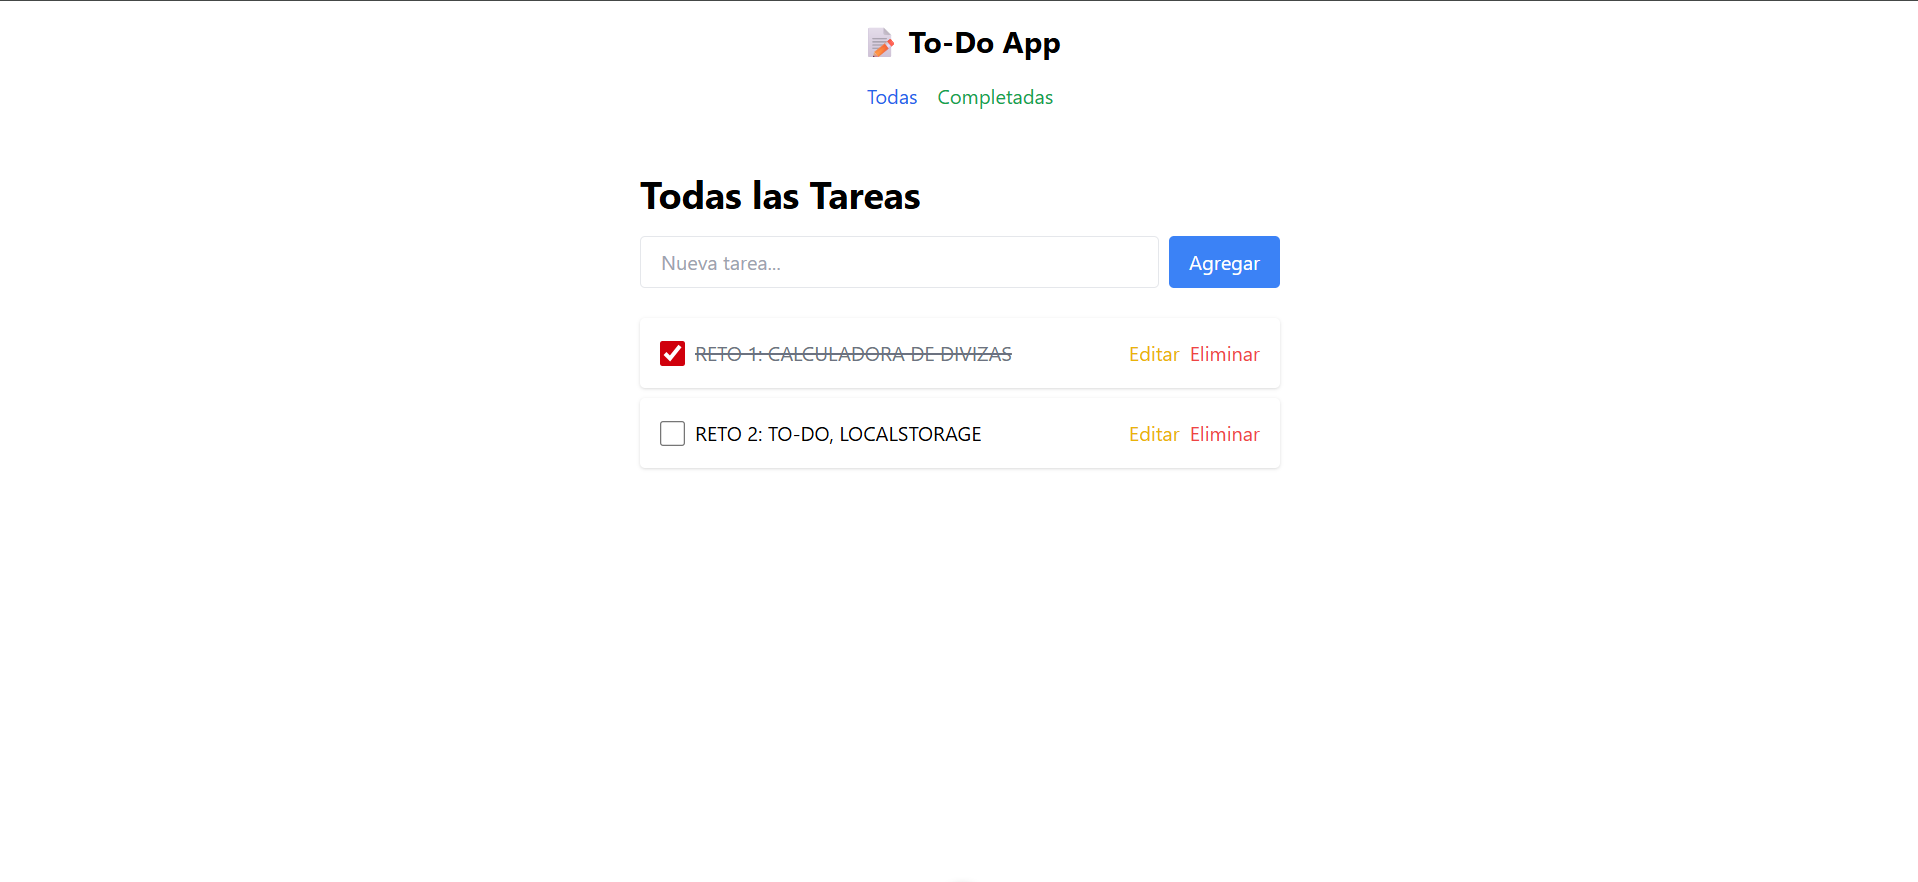 To-Do App
Todas Completadas
Todas las Tareas
Nueva tarea... Agregar
RETO 1: CALCULADORA DE DIVIZAS Editar Eliminar
RETO 2: TO-DO, LOCALSTORAGE Editar Eliminar